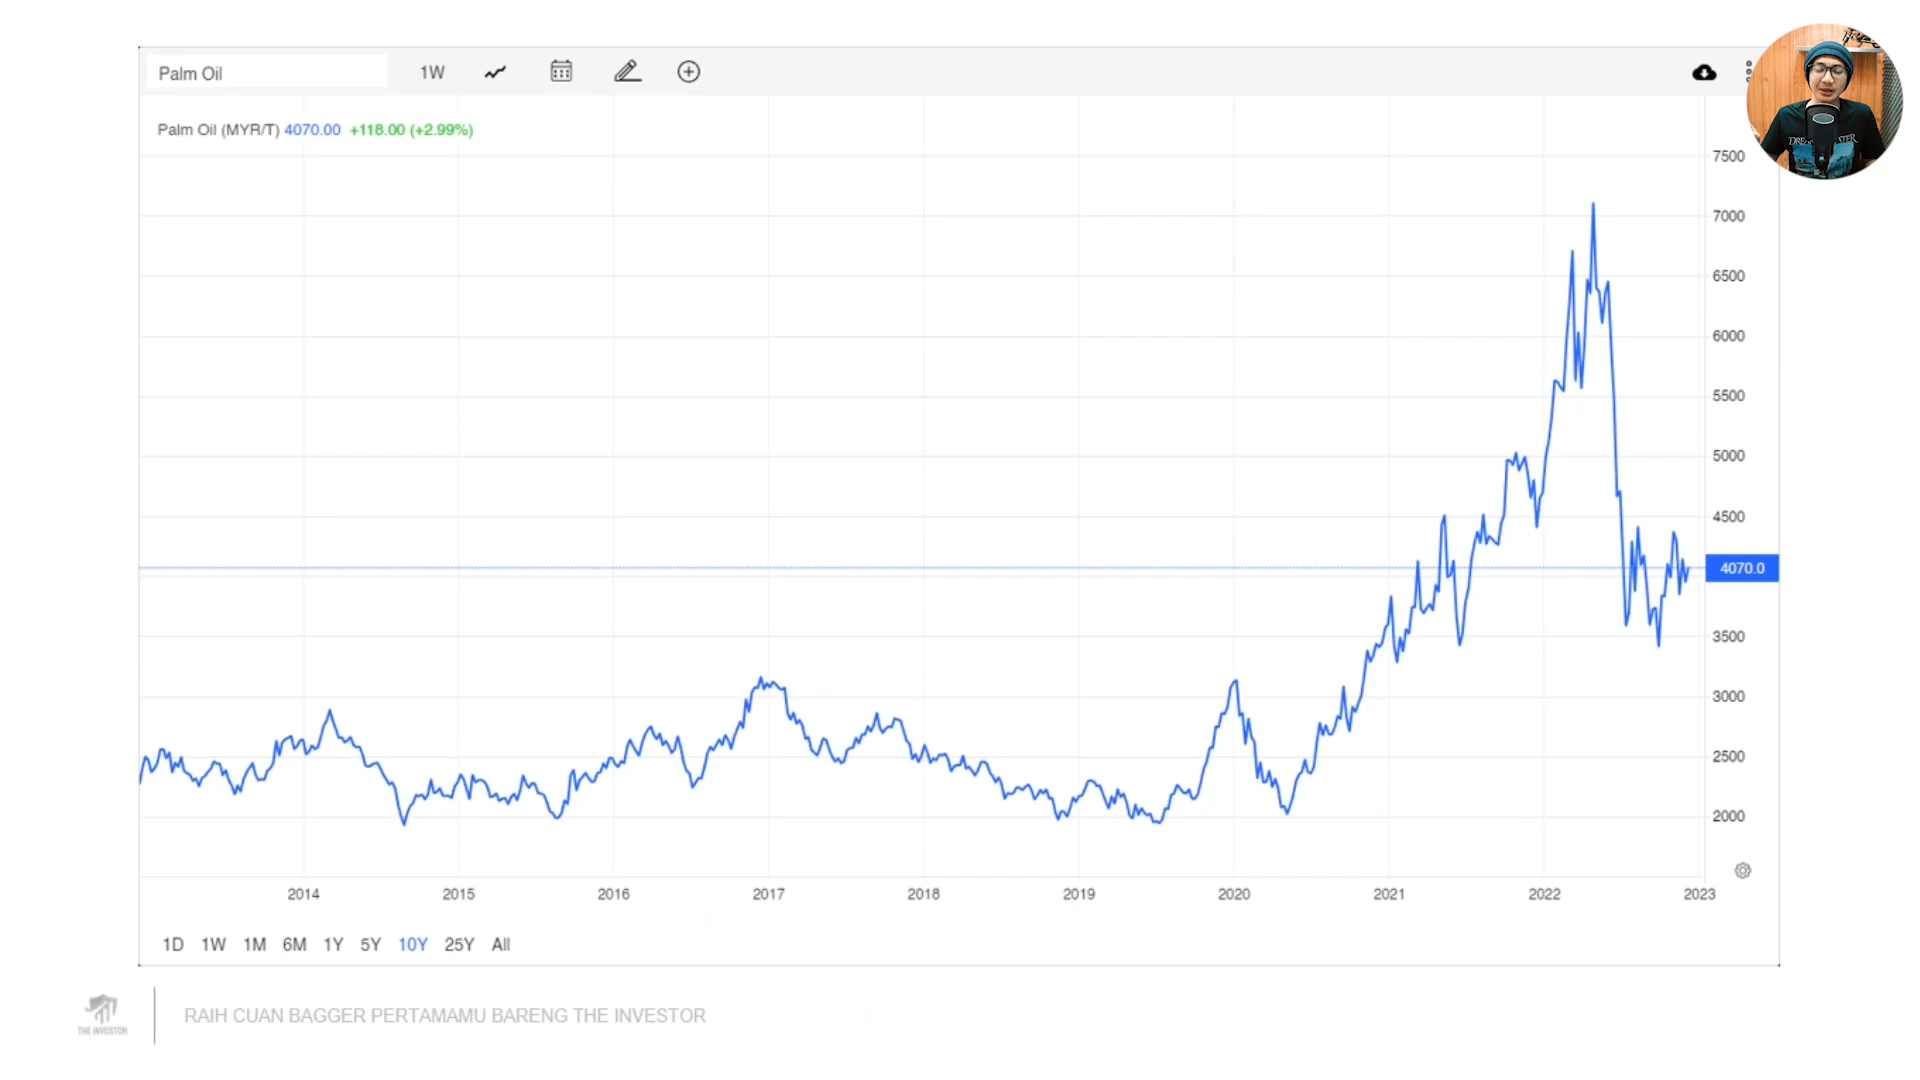 Palm Oil 1W
Palm Oil (MYR/T) 4070.00 +118.00 (+2.99%)
7500
7000
6500
6000
5500
5000
4500
4070.0
3500
3000
2500
2000
2014 2015 2016 2017 2018 2019 2020 2021 2022 2023
1D 1W 1M 6M 1Y 5Y 10Y 25Y All
THE INVESTOR
RAIH CUAN BAGGER PERTAMAMU BARENG THE INVESTOR